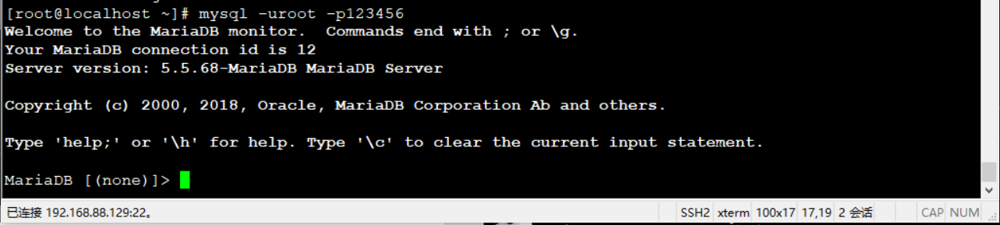 [root@localhost ~]# mysql -uroot -p123456
Welcome to the MariaDB monitor.  Commands end with ; or \g.
Your MariaDB connection id is 12
Server version: 5.5.68-MariaDB MariaDB Server
Copyright (c) 2000, 2018, Oracle, MariaDB Corporation Ab and others.
Type 'help;' or '\h' for help. Type '\c' to clear the current input statement.
MariaDB [(none)]>
已连接 192.168.88.129:22。 SSH2 xterm 100x17 17,19 2 会话 CAP NUM